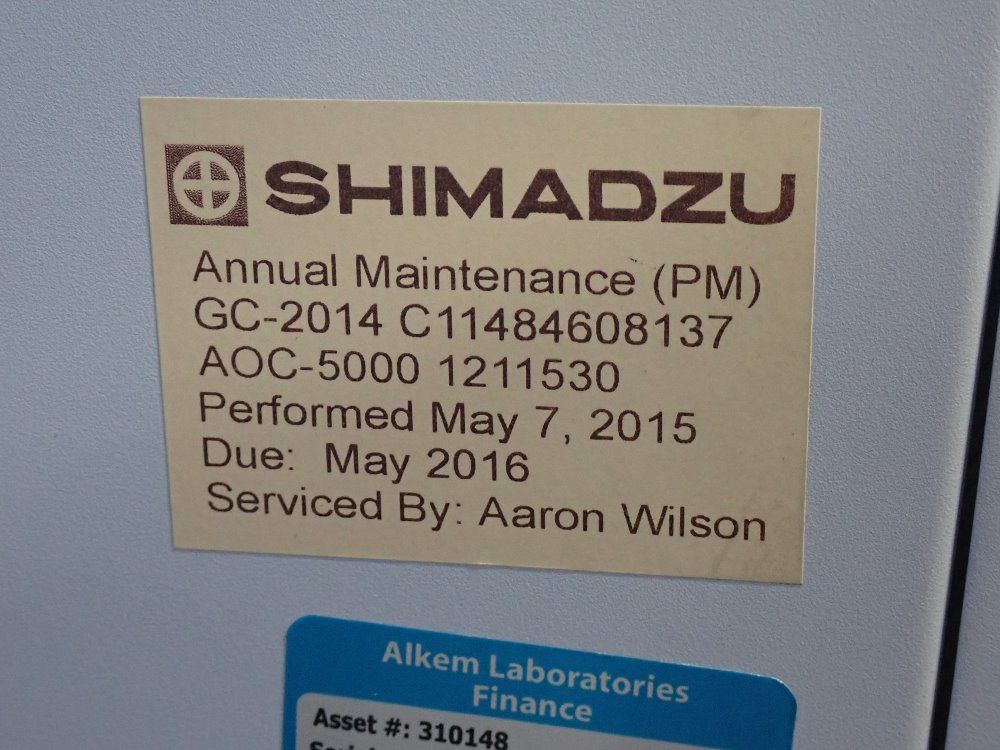 SHIMADZU
Annual Maintenance (PM)
GC-2014 C11484608137
AOC-5000 1211530
Performed May 7, 2015
Due: May 2016
Serviced By: Aaron Wilson
Alkem Laboratories
Finance
Asset #: 310148